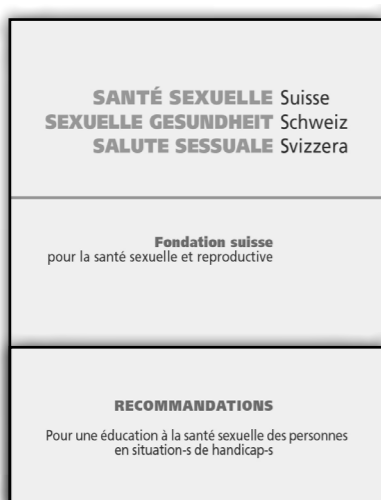 SANTÉ SEXUELLE Suisse
SEXUELLE GESUNDHEIT Schweiz
SALUTE SESSUALE Svizzera
Fondation suisse
pour la santé sexuelle et reproductive
RECOMMANDATIONS
Pour une éducation à la santé sexuelle des personnes
en situation-s de handicap-s